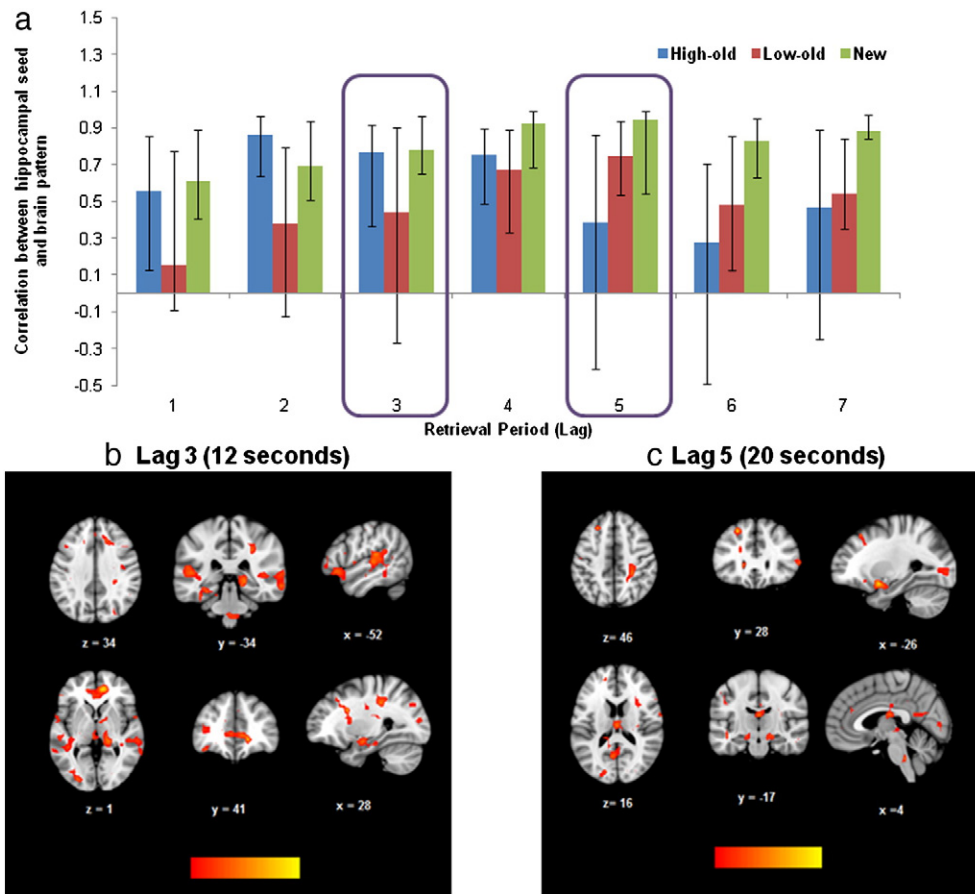 a
1.5
1.3
1.1
0.9
0.7
0.5
0.3
0.1
-0.1
-0.3
-0.5
Correlation between hippocampal seed
and brain pattern
High-old Low-old New
1 2 3 4 5 6 7
Retrieval Period (Lag)
b Lag 3 (12 seconds)
z = 34 y = -34 x = -52
z = 1 y = 41 x = 28
c Lag 5 (20 seconds)
z= 46 y = 28 x = -26
z= 16 y = -17 x =4